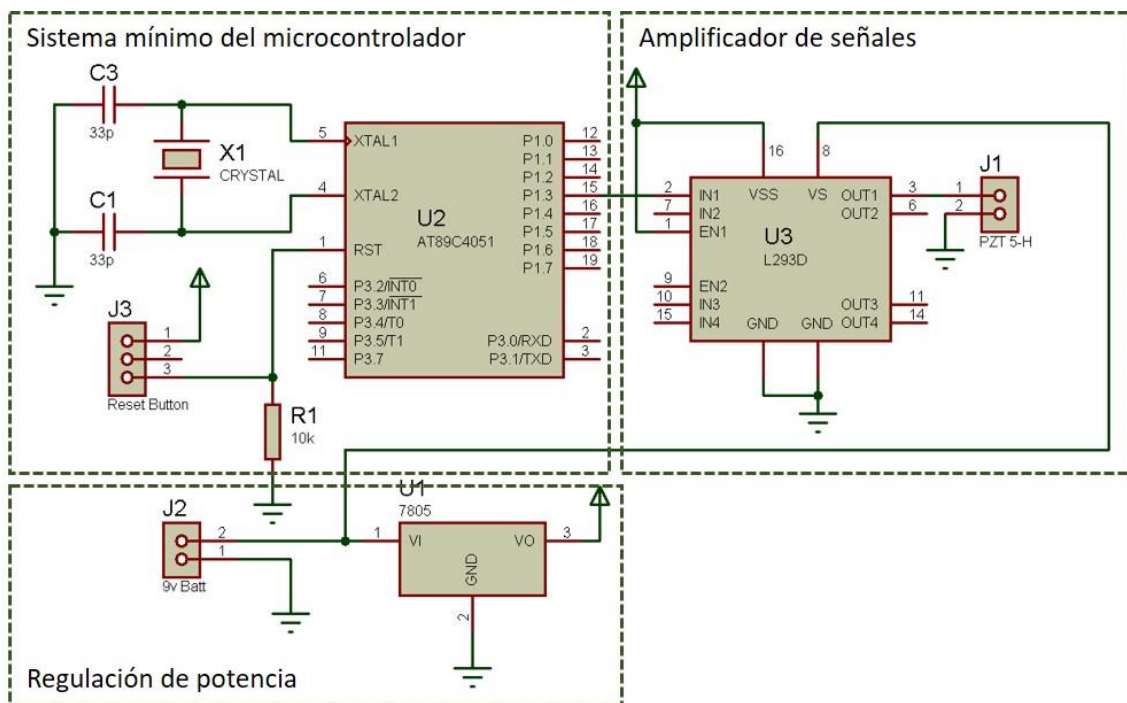 Sistema mínimo del microcontrolador
C3
33p
X1
CRYSTAL
C1
33p
J3
1
2
3
Reset Button
R1
10k
5
XTAL1
4
XTAL2
1
RST
6
P3.2/INT0
7
P3.3/INT1
8
P3.4/T0
9
P3.5/T1
11
P3.7
U2
AT89C4051
P1.0
12
P1.1
13
P1.2
14
P1.3
15
P1.4
16
P1.5
17
P1.6
18
P1.7
19
P3.0/RXD
2
P3.1/TXD
3
Amplificador de señales
16
8
2
IN1
7
IN2
1
EN1
9
EN2
10
IN3
15
IN4
VSS
VS
U3
L293D
GND
GND
OUT1
3
OUT2
6
OUT3
11
OUT4
14
J1
1
2
PZT 5-H
J2
2
1
9v Batt
U1
7805
1
VI
VO
3
GND
2
Regulación de potencia